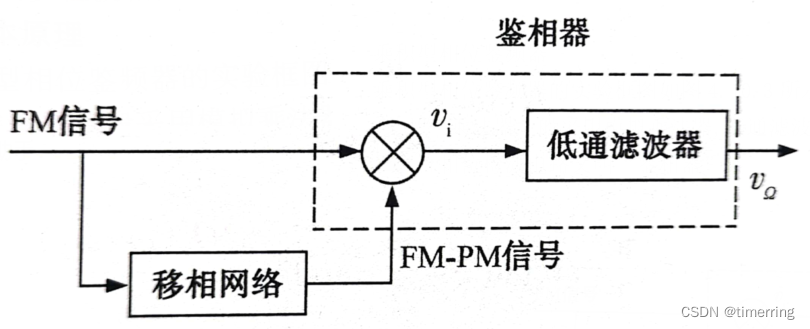 鉴相器
FM信号
v_i
低通滤波器
v_Ω
移相网络
FM-PM信号
CSDN @timerring